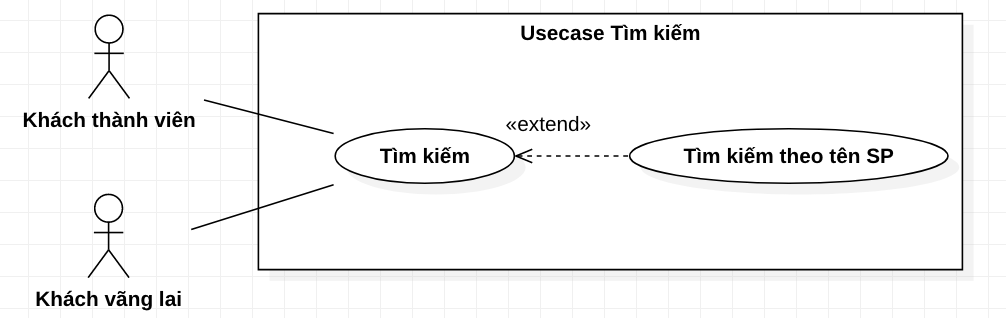 Usecase Tìm kiếm
Khách thành viên
«extend»
Tìm kiếm
Tìm kiếm theo tên SP
Khách vãng lai